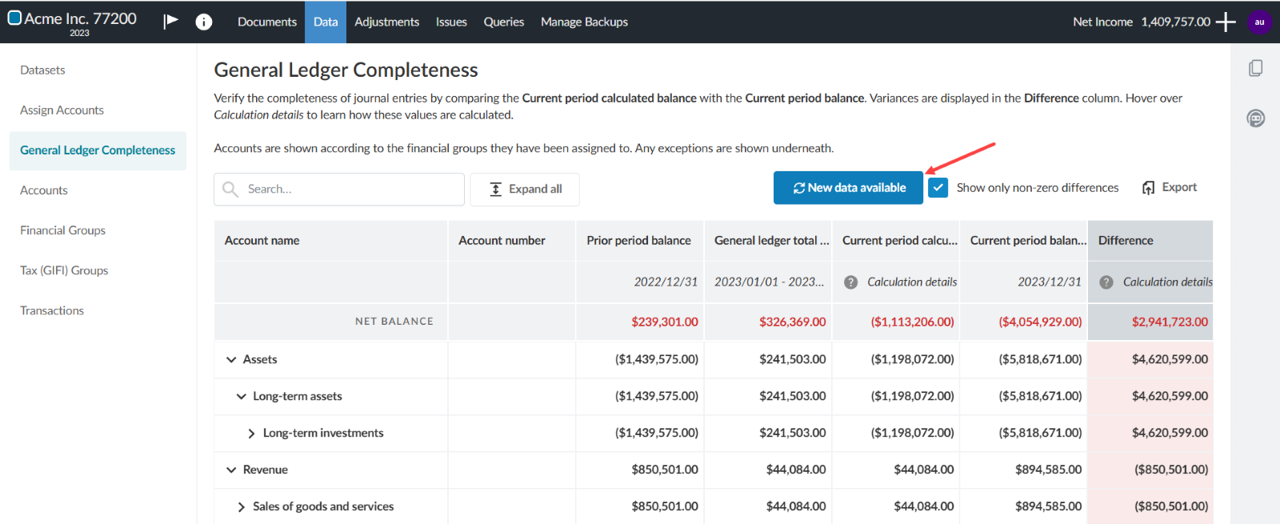 Acme Inc. 77200
2023
Documents Data Adjustments Issues Queries Manage Backups
Net Income 1,409,757.00
au
Datasets
Assign Accounts
General Ledger Completeness
Accounts
Financial Groups
Tax (GIFI) Groups
Transactions
General Ledger Completeness
Verify the completeness of journal entries by comparing the Current period calculated balance with the Current period balance. Variances are displayed in the Difference column. Hover over
Calculation details to learn how these values are calculated.
Accounts are shown according to the financial groups they have been assigned to. Any exceptions are shown underneath.
Search...
Expand all
New data available
Show only non-zero differences
Export
Account name Account number Prior period balance General ledger total ... Current period calcu... Current period balan... Difference
2022/12/31 2023/01/01 - 2023... ? Calculation details 2023/12/31 ? Calculation details
NET BALANCE $239,301.00 $326,369.00 ($1,113,206.00) ($4,054,929.00) $2,941,723.00
Assets ($1,439,575.00) $241,503.00 ($1,198,072.00) ($5,818,671.00) $4,620,599.00
Long-term assets ($1,439,575.00) $241,503.00 ($1,198,072.00) ($5,818,671.00) $4,620,599.00
Long-term investments ($1,439,575.00) $241,503.00 ($1,198,072.00) ($5,818,671.00) $4,620,599.00
Revenue $850,501.00 $44,084.00 $44,084.00 $894,585.00 ($850,501.00)
Sales of goods and services $850,501.00 $44,084.00 $44,084.00 $894,585.00 ($850,501.00)